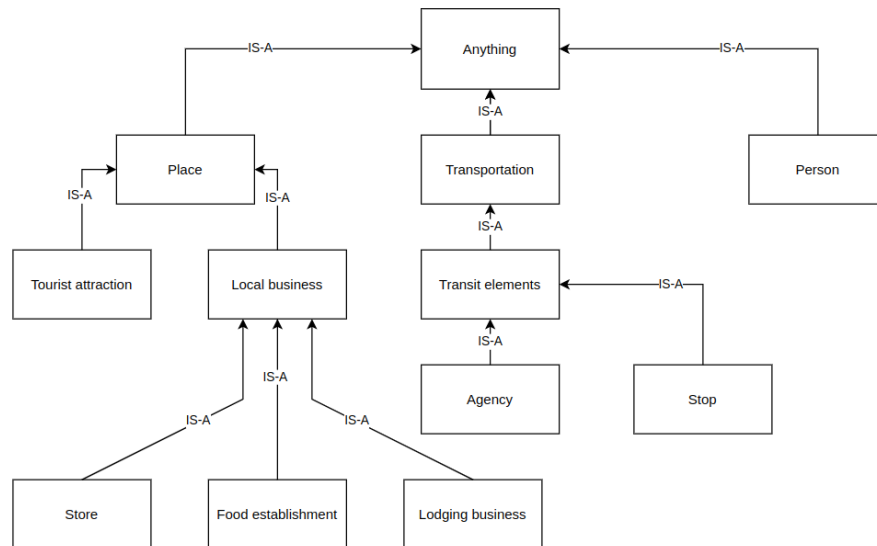 Anything
IS-A
IS-A
IS-A
Place
Transportation
Person
IS-A
IS-A
IS-A
Tourist attraction
Local business
Transit elements
IS-A
IS-A
IS-A
Agency
Stop
IS-A
IS-A
IS-A
Store
Food establishment
Lodging business